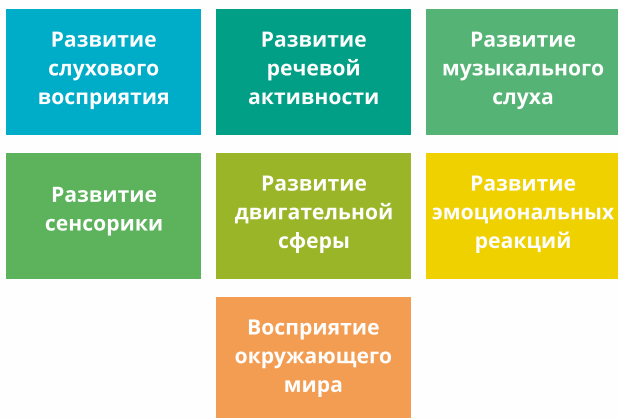 Развитие
слухового
восприятия
Развитие
речевой
активности
Развитие
музыкального
слуха
Развитие
сенсорики
Развитие
двигательной
сферы
Развитие
эмоциональных
реакций
Восприятие
окружающего
мира